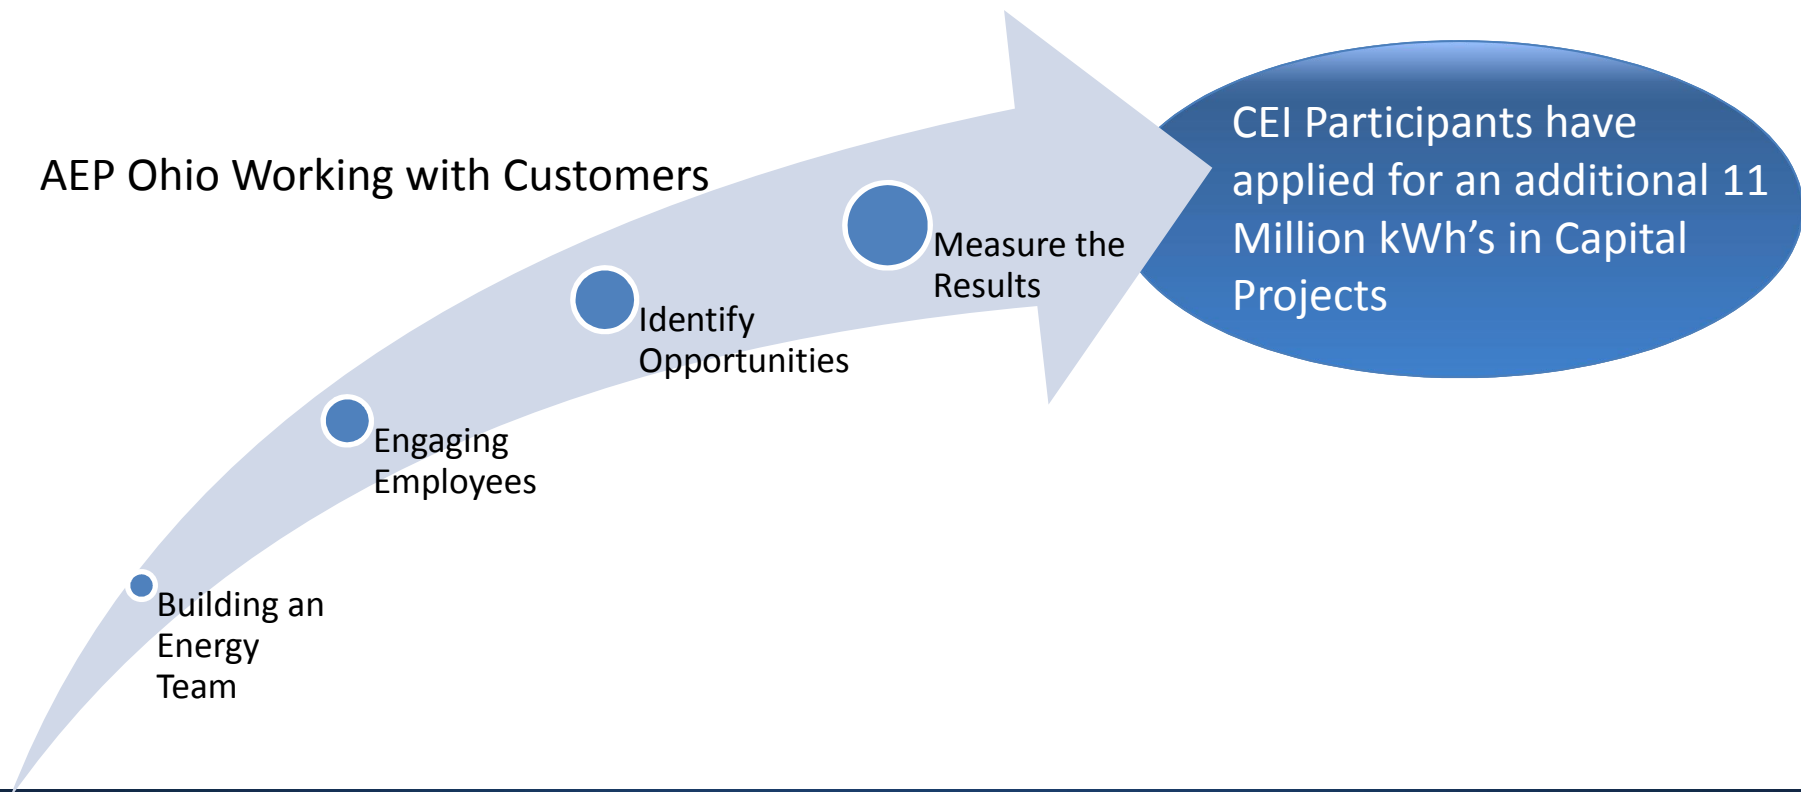 AEP Ohio Working with Customers
Building an
Energy
Team
Engaging
Employees
Identify
Opportunities
Measure the
Results
CEI Participants have
applied for an additional 11
Million kWh’s in Capital
Projects